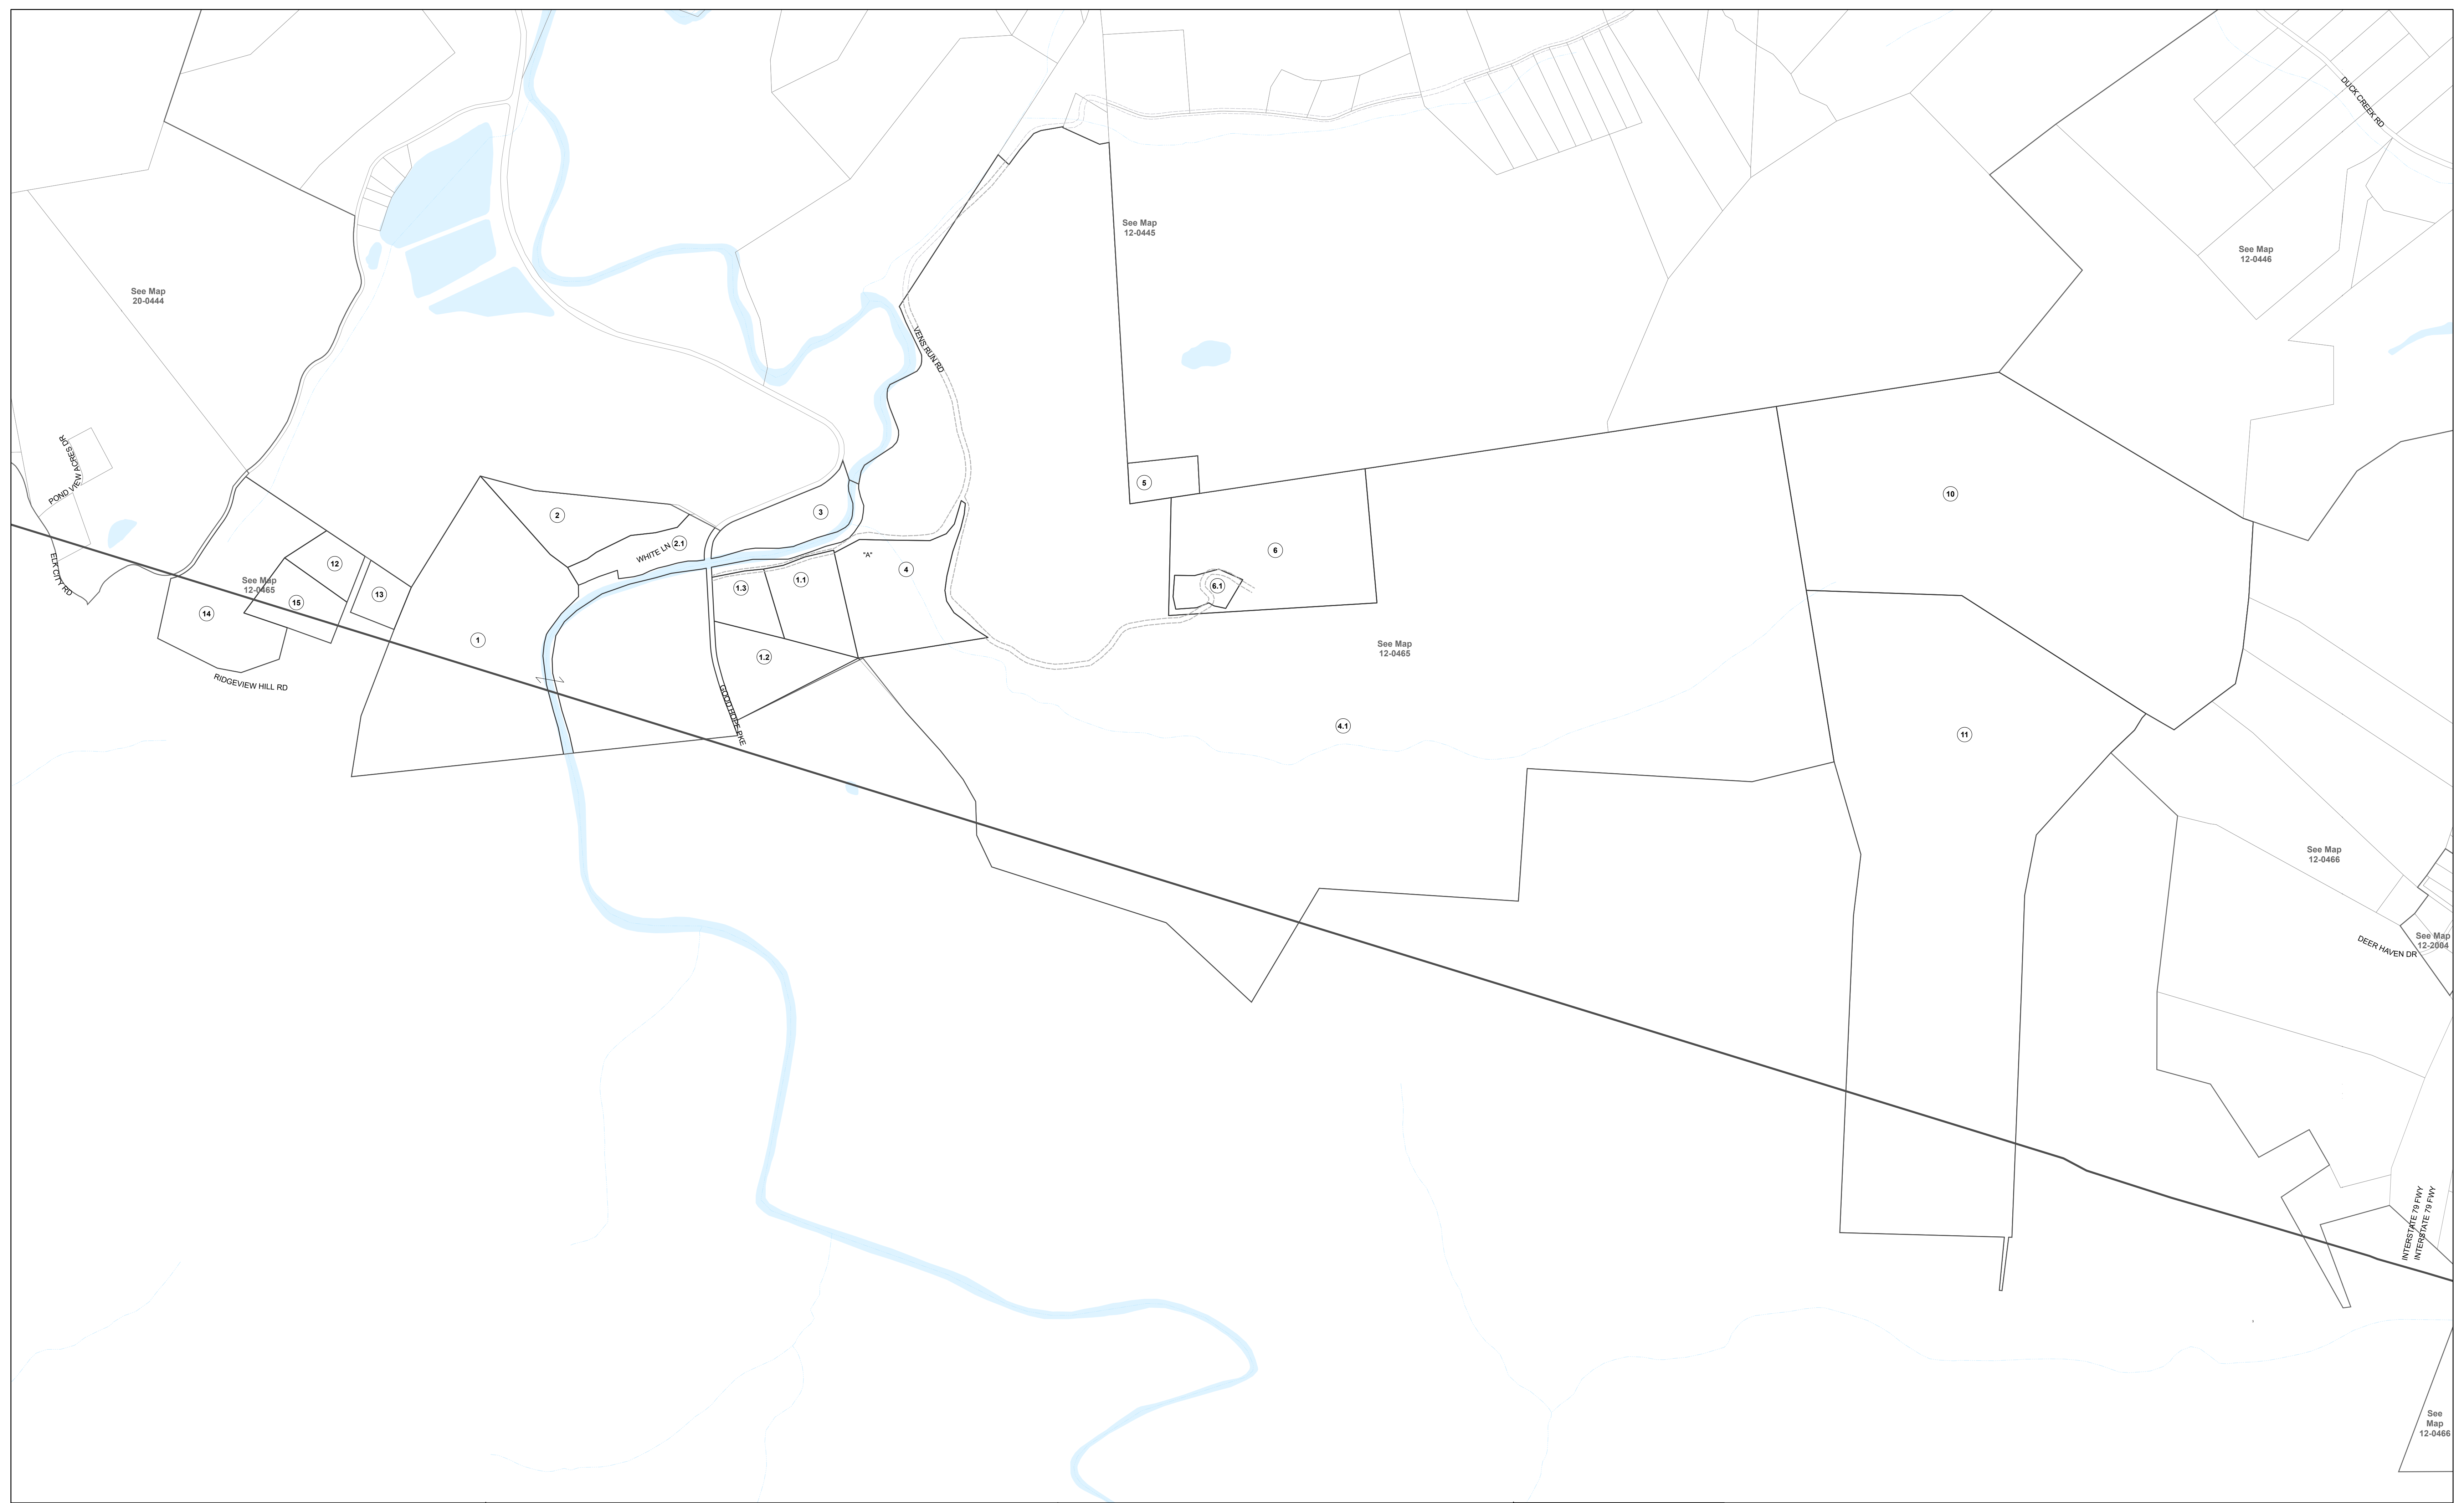 DUCK CREEK RD
See Map
12-0445
See Map
12-0446
See Map
20-0444
VENS RUN RD
POND VIEW ACRES DR
5
10
2
3
WHITE LN
2.1
"A"
6
12
ELK CITY RD
See Map
12-0465
13
4
1.3
1.1
6.1
15
14
1
1.2
See Map
12-0465
RIDGEVIEW HILL RD
GOOD HOPE PKE
4.1
11
See Map
12-0466
See Map
12-2004
DEER HAVEN DR
INTERSTATE 79 FWY
INTERSTATE 79 FWY
See
Map
12-0466